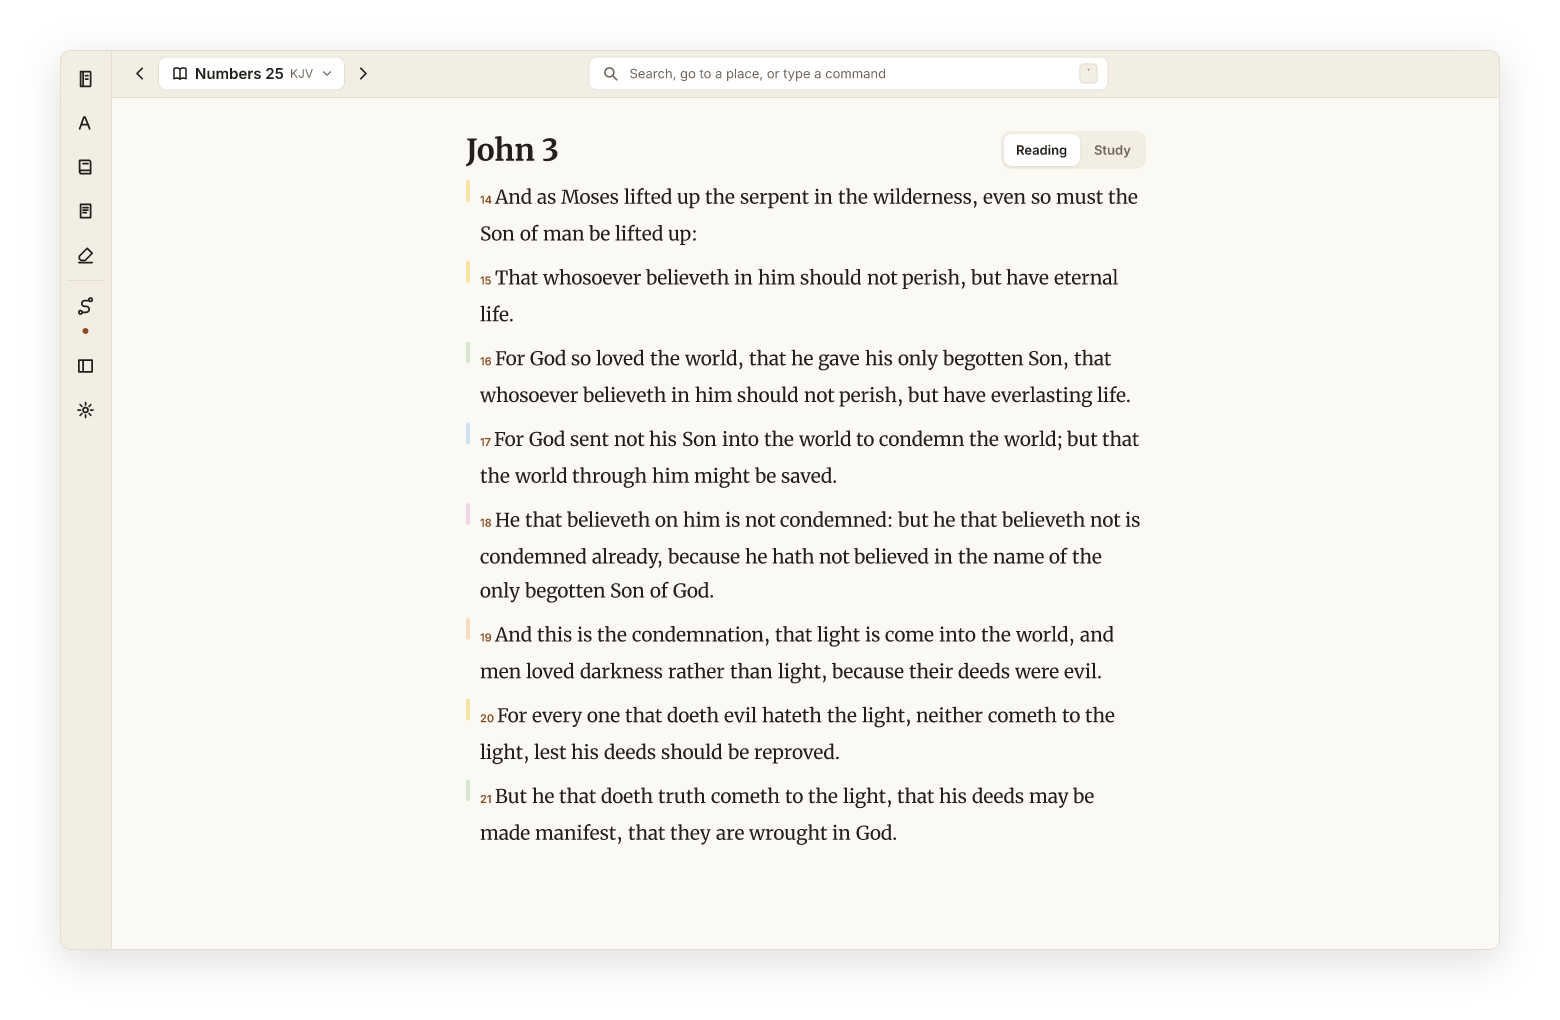 Numbers 25 KJV
Search, go to a place, or type a command
John 3
Reading Study
14 And as Moses lifted up the serpent in the wilderness, even so must the
Son of man be lifted up:
15 That whosoever believeth in him should not perish, but have eternal
life.
16 For God so loved the world, that he gave his only begotten Son, that
whosoever believeth in him should not perish, but have everlasting life.
17 For God sent not his Son into the world to condemn the world; but that
the world through him might be saved.
18 He that believeth on him is not condemned: but he that believeth not is
condemned already, because he hath not believed in the name of the
only begotten Son of God.
19 And this is the condemnation, that light is come into the world, and
men loved darkness rather than light, because their deeds were evil.
20 For every one that doeth evil hateth the light, neither cometh to the
light, lest his deeds should be reproved.
21 But he that doeth truth cometh to the light, that his deeds may be
made manifest, that they are wrought in God.